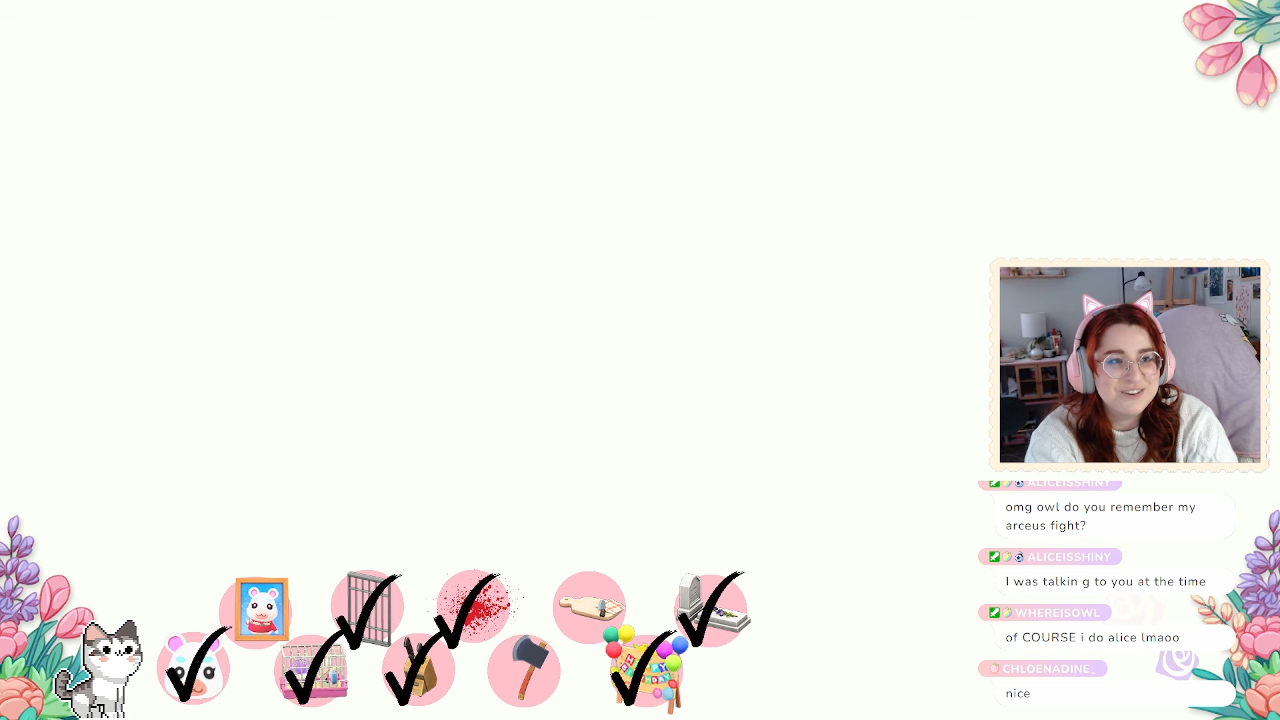 ALICEISSHINY
omg owl do you remember my
arceus fight?
ALICEISSHINY
I was talkin g to you at the time
WHEREISOWL
of COURSE i do alice lmaoo
CHLOENADINE_
nice